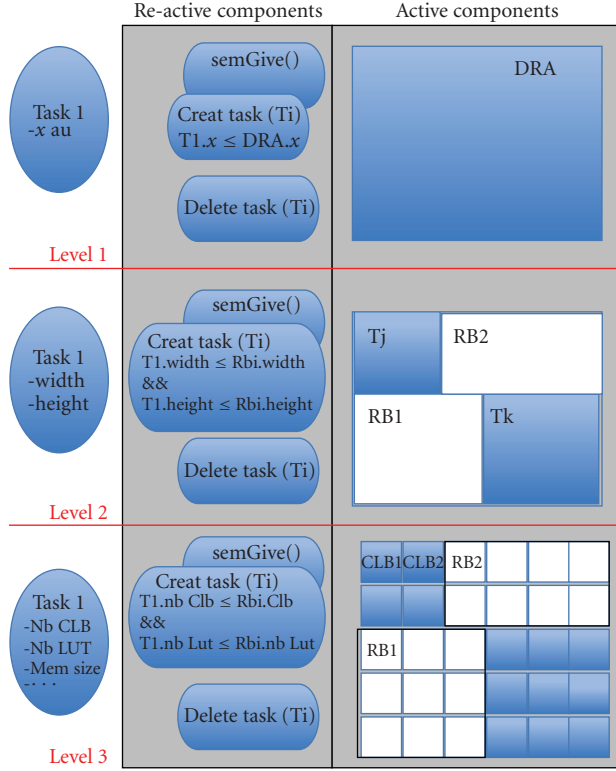 Re-active components
Active components
Task 1
-x au
semGive()
Creat task (Ti)
T1.x ≤ DRA.x
Delete task (Ti)
DRA
Level 1
Task 1
-width
-height
semGive()
Creat task (Ti)
T1.width ≤ Rbi.width
&&
T1.height ≤ Rbi.height
Delete task (Ti)
Tj
RB2
RB1
Tk
Level 2
Task 1
-Nb CLB
-Nb LUT
-Mem size
-· · ·
semGive()
Creat task (Ti)
T1.nb Clb ≤ Rbi.Clb
&&
T1.nb Lut ≤ Rbi.nb Lut
Delete task (Ti)
CLB1
CLB2
RB2
RB1
Level 3